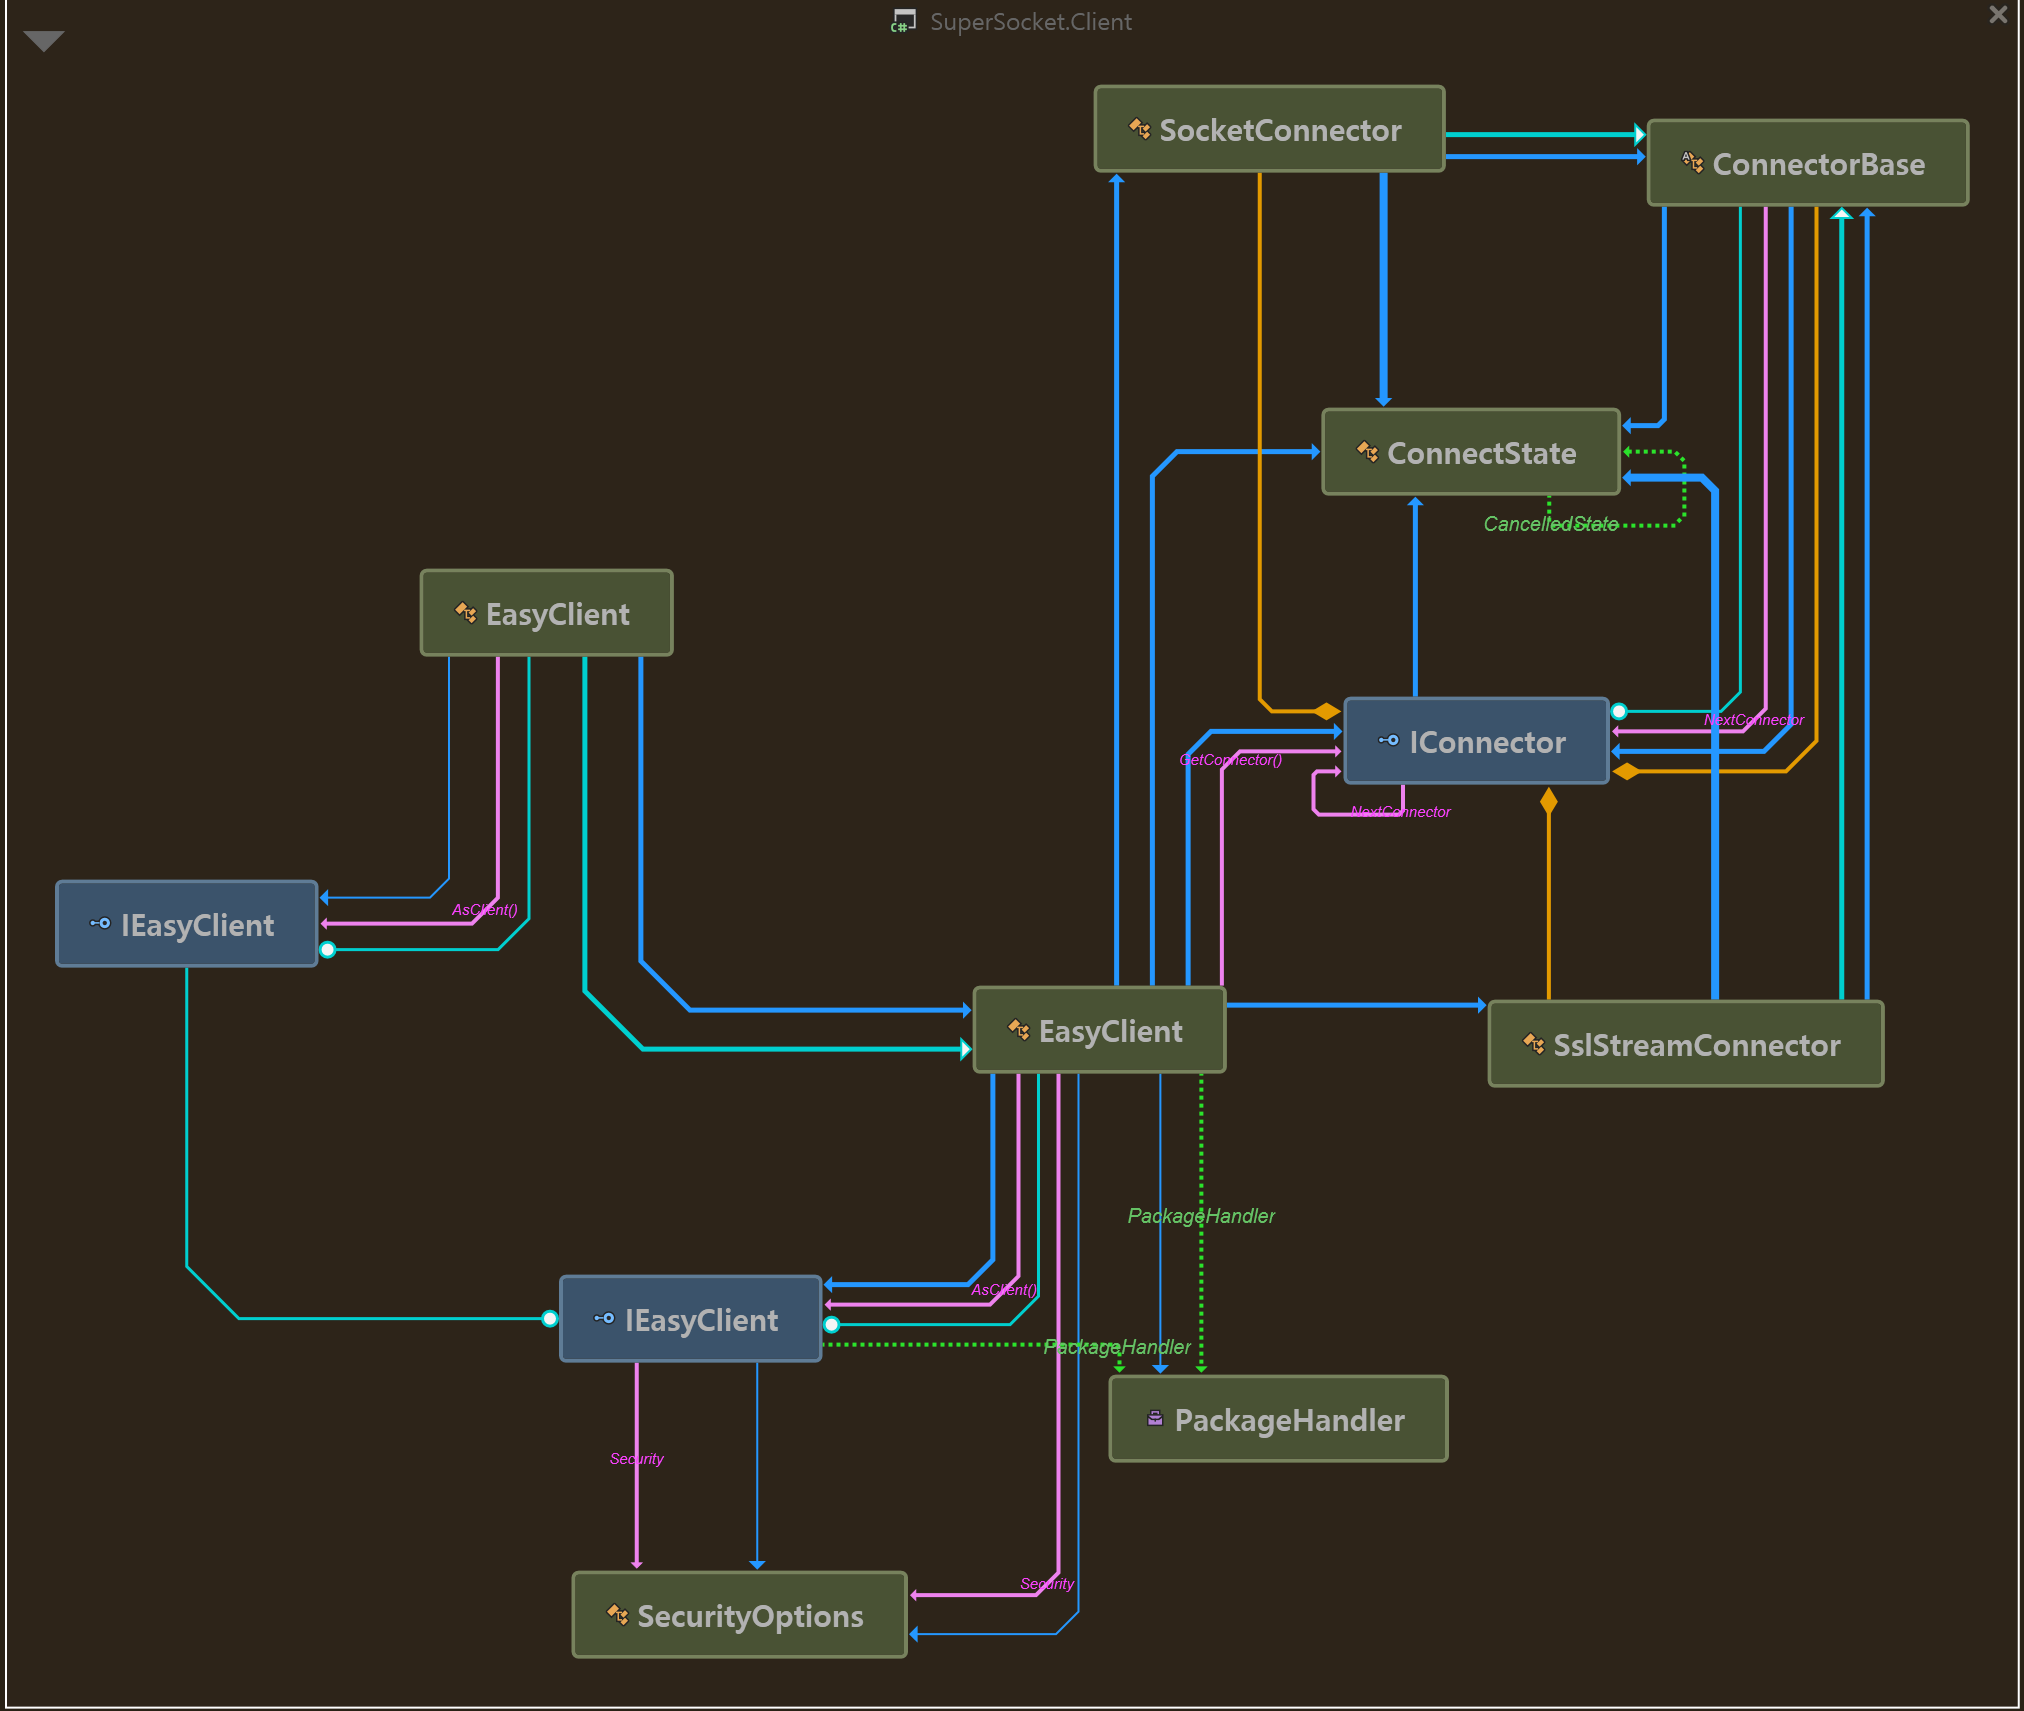 C#
SuperSocket.Client
SocketConnector
A
ConnectorBase
ConnectState
CancelledState
EasyClient
IConnector
NextConnector
GetConnector()
NextConnector
IEasyClient
AsClient()
EasyClient
SslStreamConnector
PackageHandler
IEasyClient
AsClient()
PackageHandler
PackageHandler
Security
SecurityOptions
Security